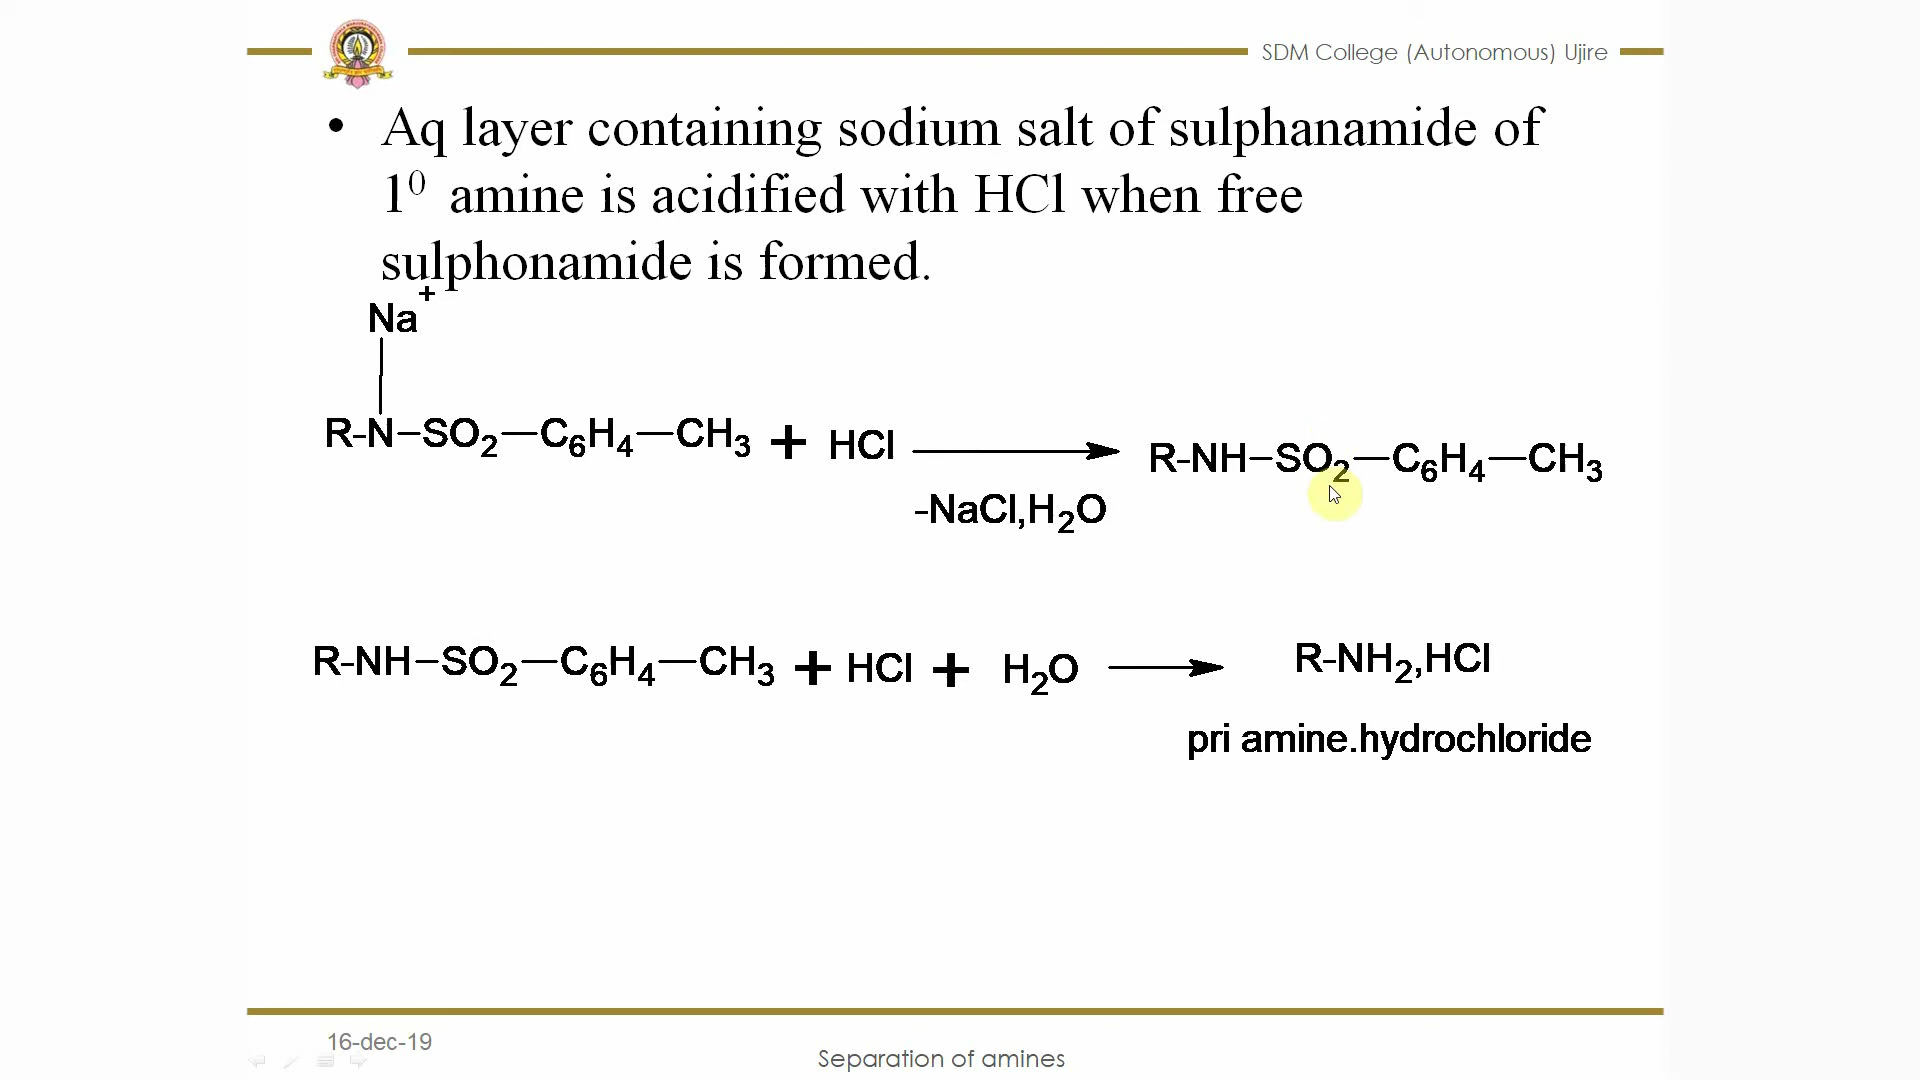 SDM College (Autonomous) Ujire
• Aq layer containing sodium salt of sulphanamide of
1⁰ amine is acidified with HCl when free
sulphonamide is formed.
Na⁺
R-N–SO₂–C₆H₄–CH₃ + HCl → R-NH–SO₂–C₆H₄–CH₃
-NaCl,H₂O
R-NH–SO₂–C₆H₄–CH₃ + HCl + H₂O → R-NH₂,HCl
pri amine.hydrochloride
16-dec-19
Separation of amines